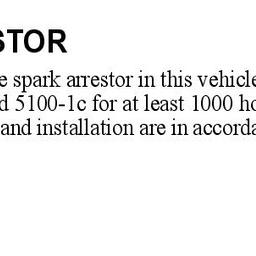 STOR
e spark arrestor in this vehicle
d 5100-1c for at least 1000 ho
and installation are in accorda